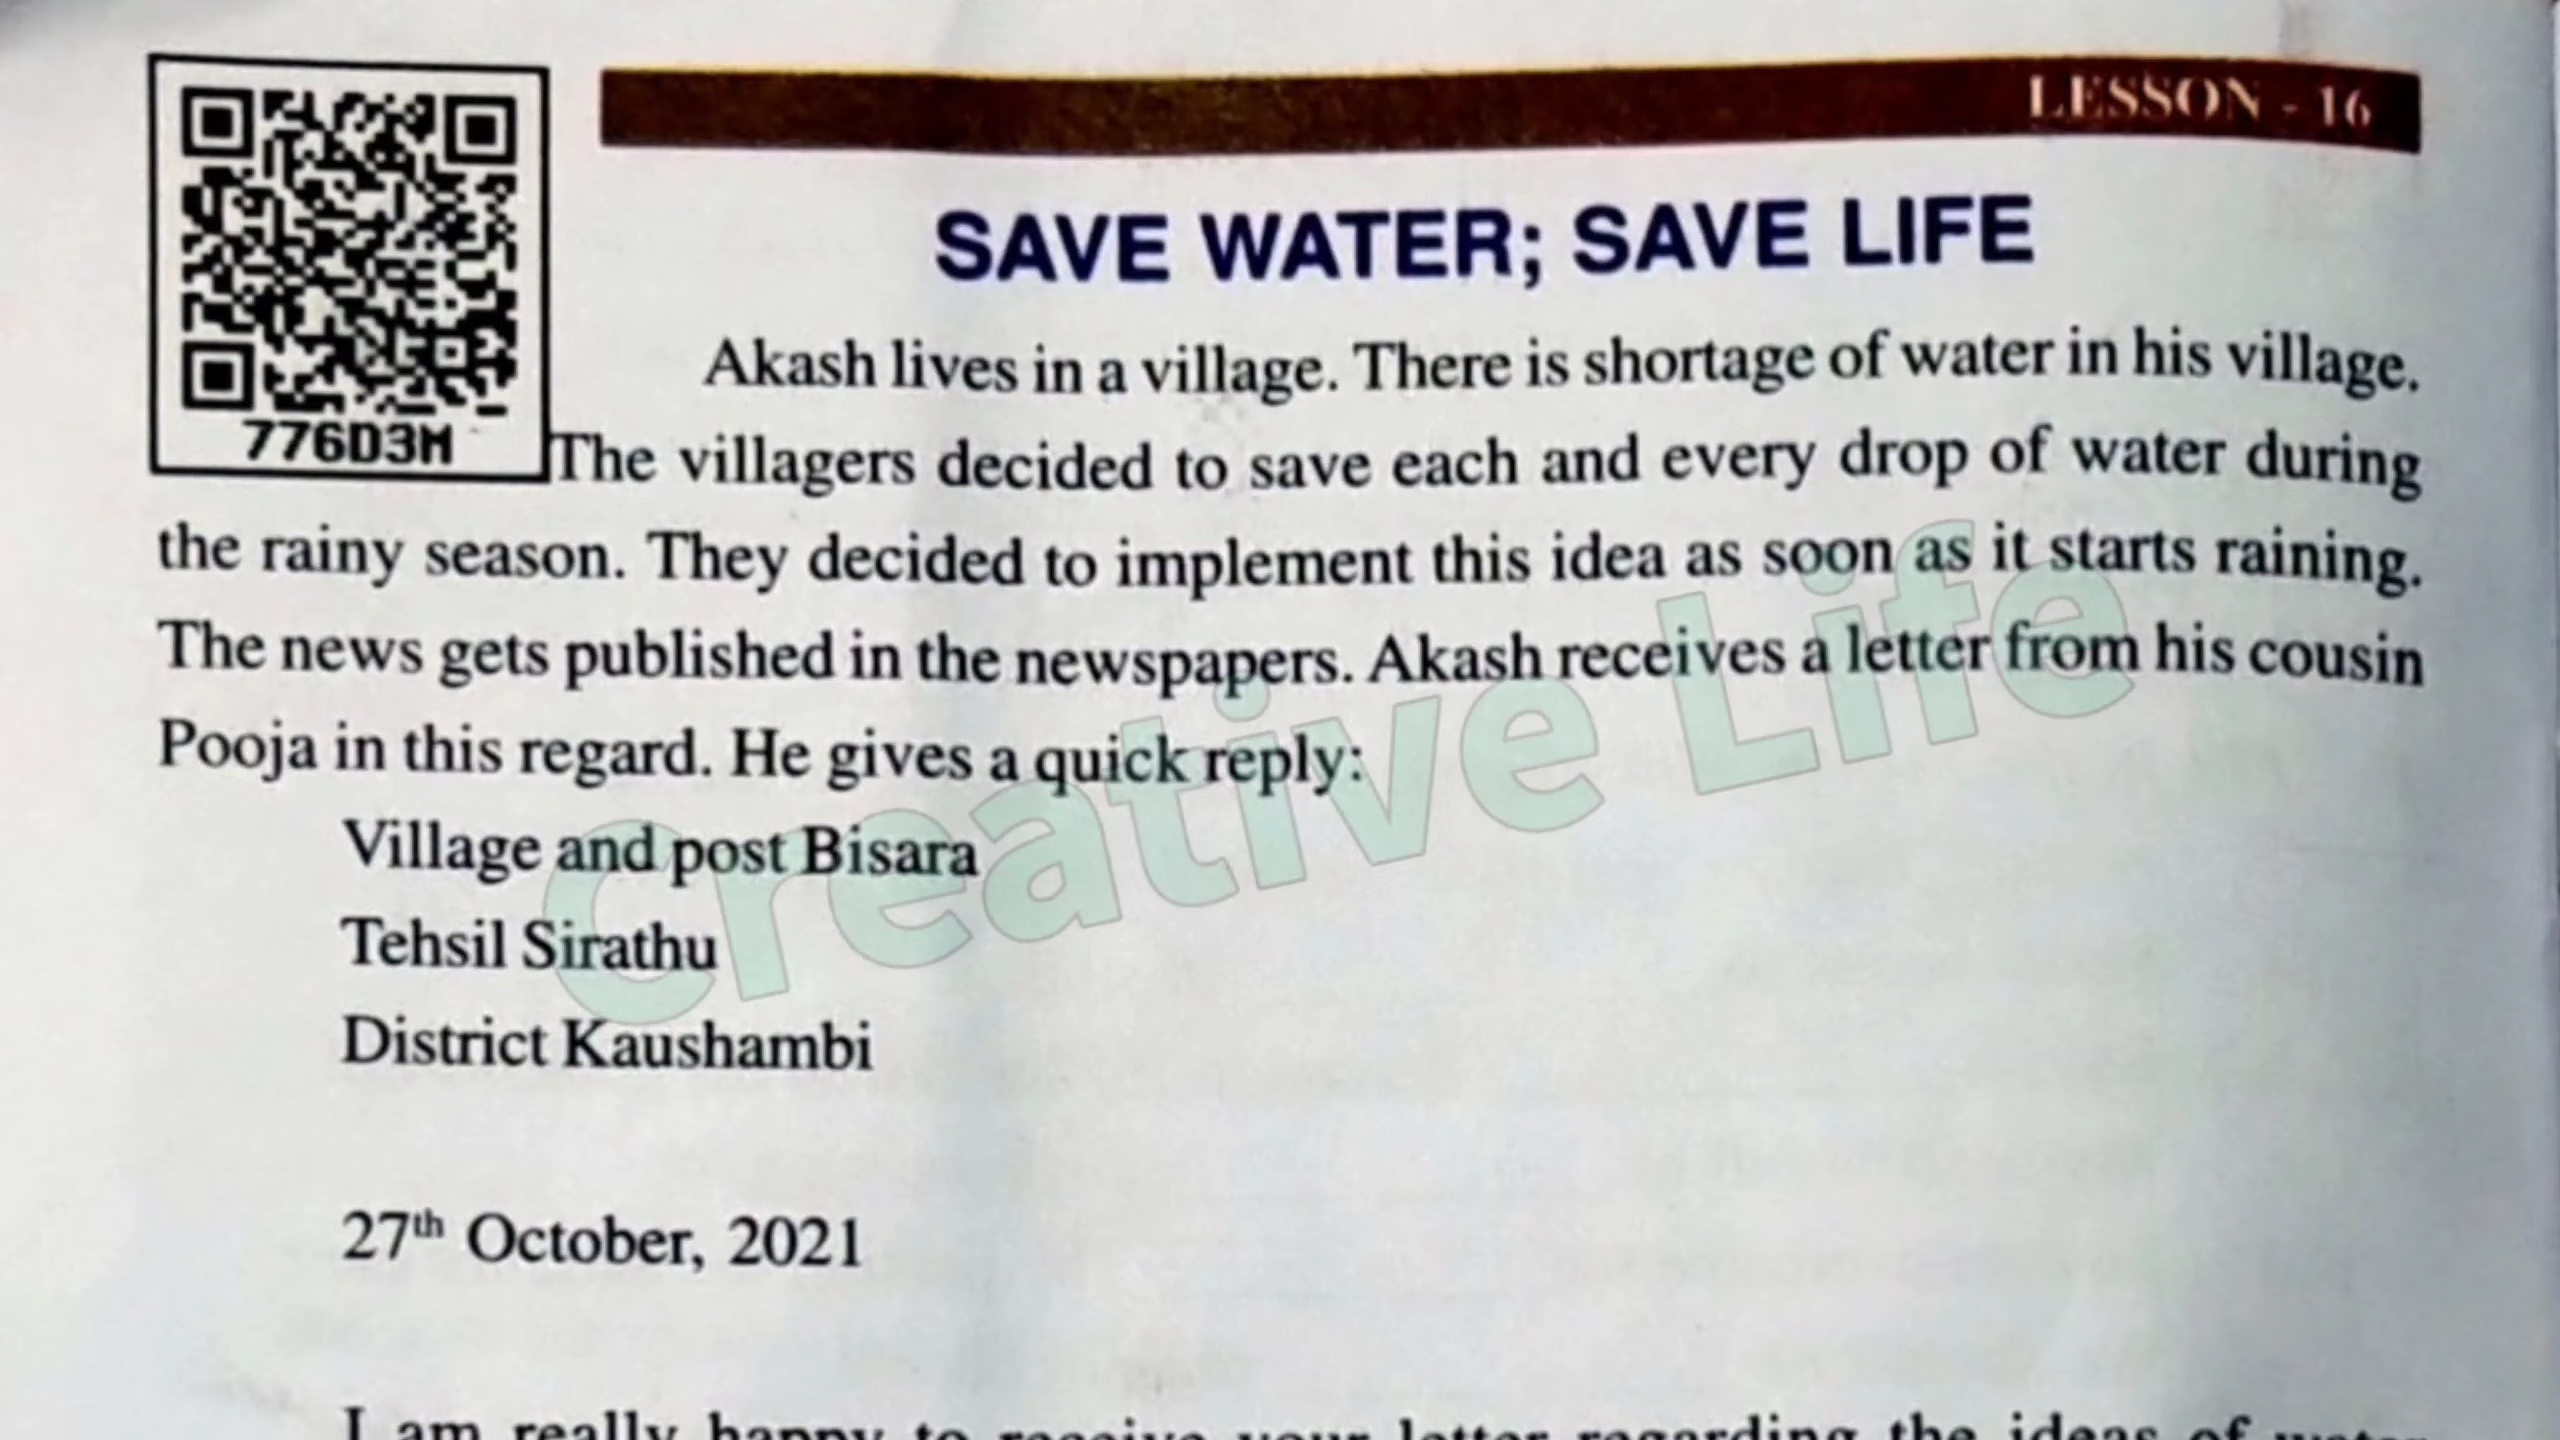 LESSON - 16
SAVE WATER; SAVE LIFE
Akash lives in a village. There is shortage of water in his village.
776D3M
The villagers decided to save each and every drop of water during
the rainy season. They decided to implement this idea as soon as it starts raining.
The news gets published in the newspapers. Akash receives a letter from his cousin
Pooja in this regard. He gives a quick reply:
Creative Life
Village and post Bisara
Tehsil Sirathu
District Kaushambi
27th October, 2021
I am really happy to receive your letter regarding the ideas of water